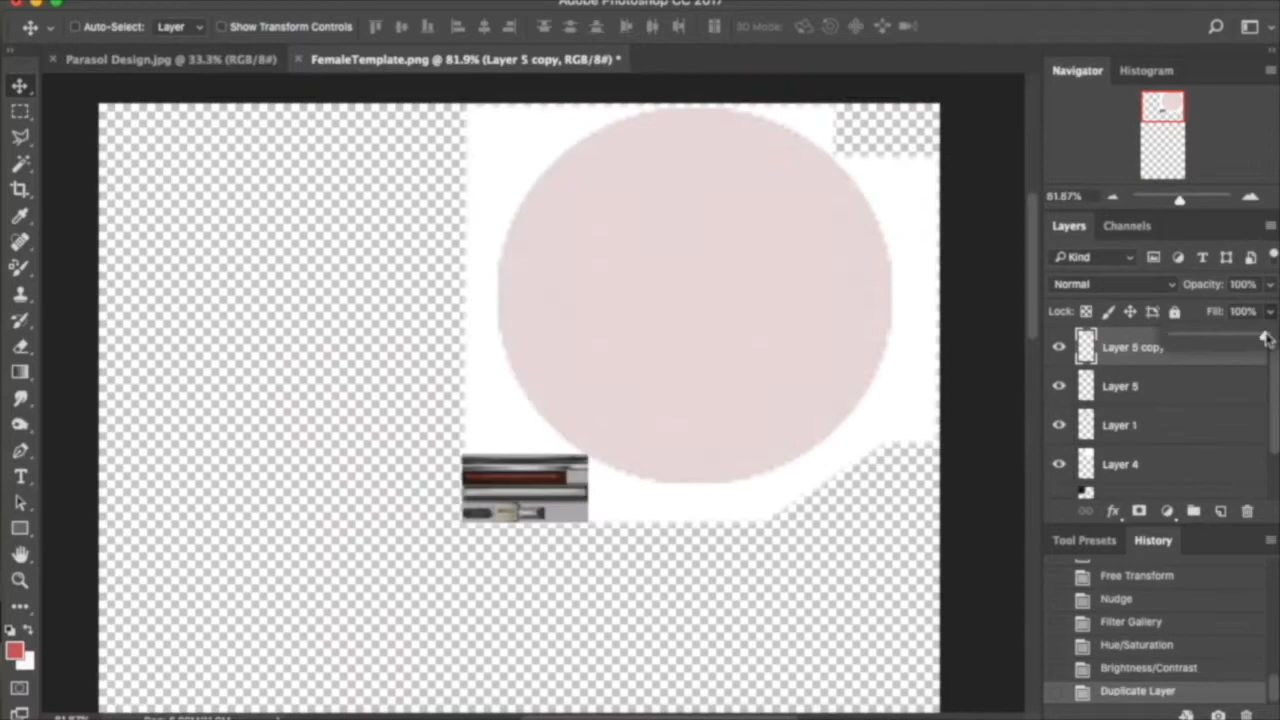 Adobe Photoshop CC 2017
Auto-Select: Layer Show Transform Controls 3D Mode:
Parasol Design.jpg @ 33.3% (RGB/8#) FemaleTemplate.png @ 81.9% (Layer 5 copy, RGB/8#) *
Navigator Histogram
81.87%
Layers Channels
Kind
Normal Opacity: 100%
Lock: Fill: 100%
Layer 5 copy
Layer 5
Layer 1
Layer 4
fx
Tool Presets History
Free Transform
Nudge
Filter Gallery
Hue/Saturation
Brightness/Contrast
Duplicate Layer
81.87%